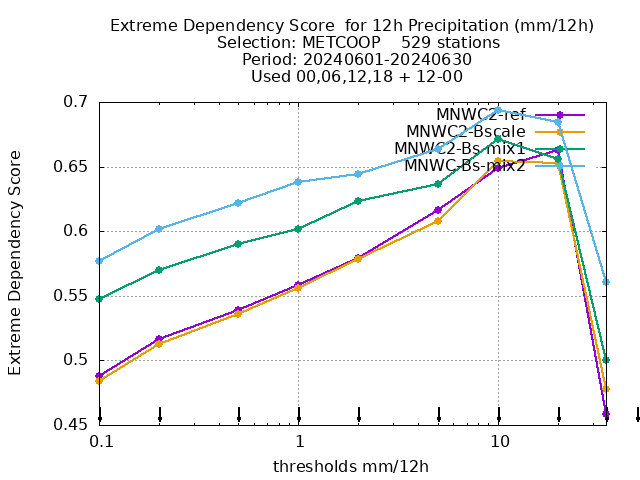 Extreme Dependency Score  for 12h Precipitation (mm/12h)
Selection: METCOOP    529 stations
Period: 20240601-20240630
Used 00,06,12,18 + 12-00
MNWC2-ref
MNWC2-Bscale
MNWC2-Bs-mix1
MNWC-Bs-mix2
Extreme Dependency Score
0.7
0.65
0.6
0.55
0.5
0.45
0.1
1
10
thresholds mm/12h